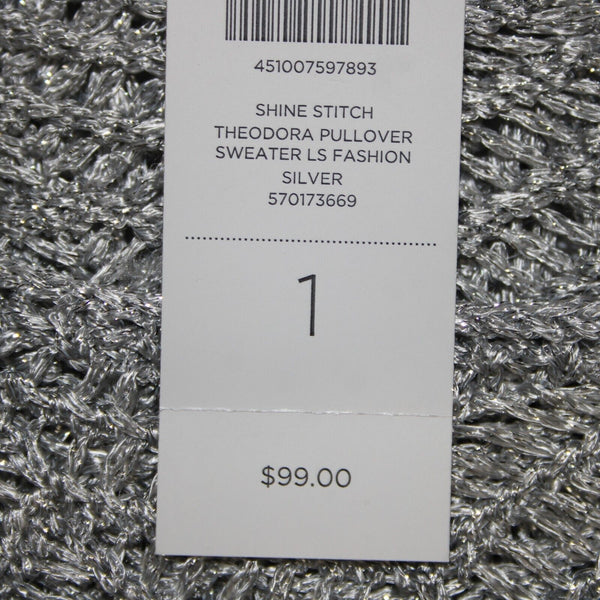 451007597893
SHINE STITCH
THEODORA PULLOVER
SWEATER LS FASHION
SILVER
570173669
1
$99.00